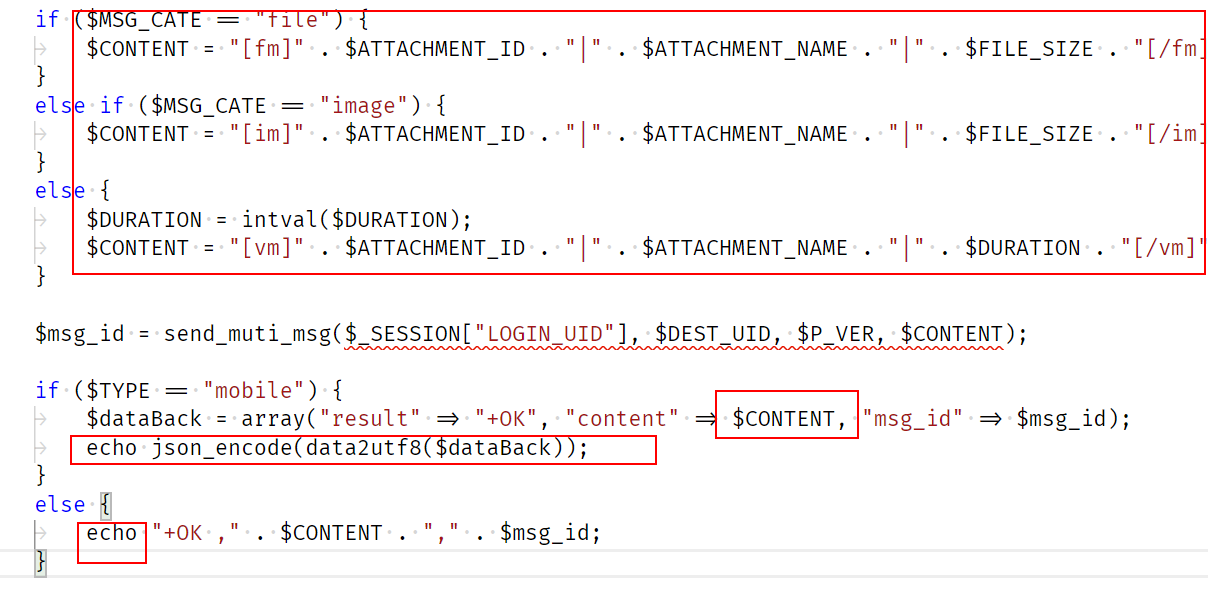 if ($MSG_CATE == "file") {
$CONTENT = "[fm]" . $ATTACHMENT_ID . "|" . $ATTACHMENT_NAME . "|" . $FILE_SIZE . "[/fm]
}
else if ($MSG_CATE == "image") {
$CONTENT = "[im]" . $ATTACHMENT_ID . "|" . $ATTACHMENT_NAME . "|" . $FILE_SIZE . "[/im]
}
else {
$DURATION = intval($DURATION);
$CONTENT = "[vm]" . $ATTACHMENT_ID . "|" . $ATTACHMENT_NAME . "|" . $DURATION . "[/vm]"
}
$msg_id = send_muti_msg($_SESSION["LOGIN_UID"], $DEST_UID, $P_VER, $CONTENT);
if ($TYPE == "mobile") {
$dataBack = array("result" => "+OK", "content" => $CONTENT, "msg_id" => $msg_id);
echo json_encode(data2utf8($dataBack));
}
else {
echo "+OK ," . $CONTENT . "," . $msg_id;
}